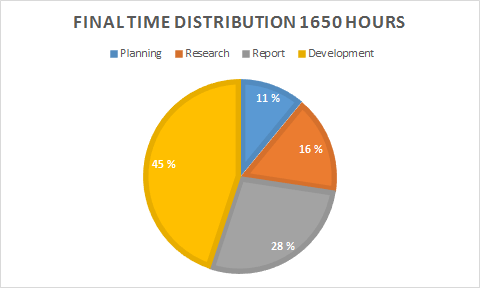 FINAL TIME DISTRIBUTION 1650 HOURS
Planning Research Report Development
11 %
16 %
45 %
28 %